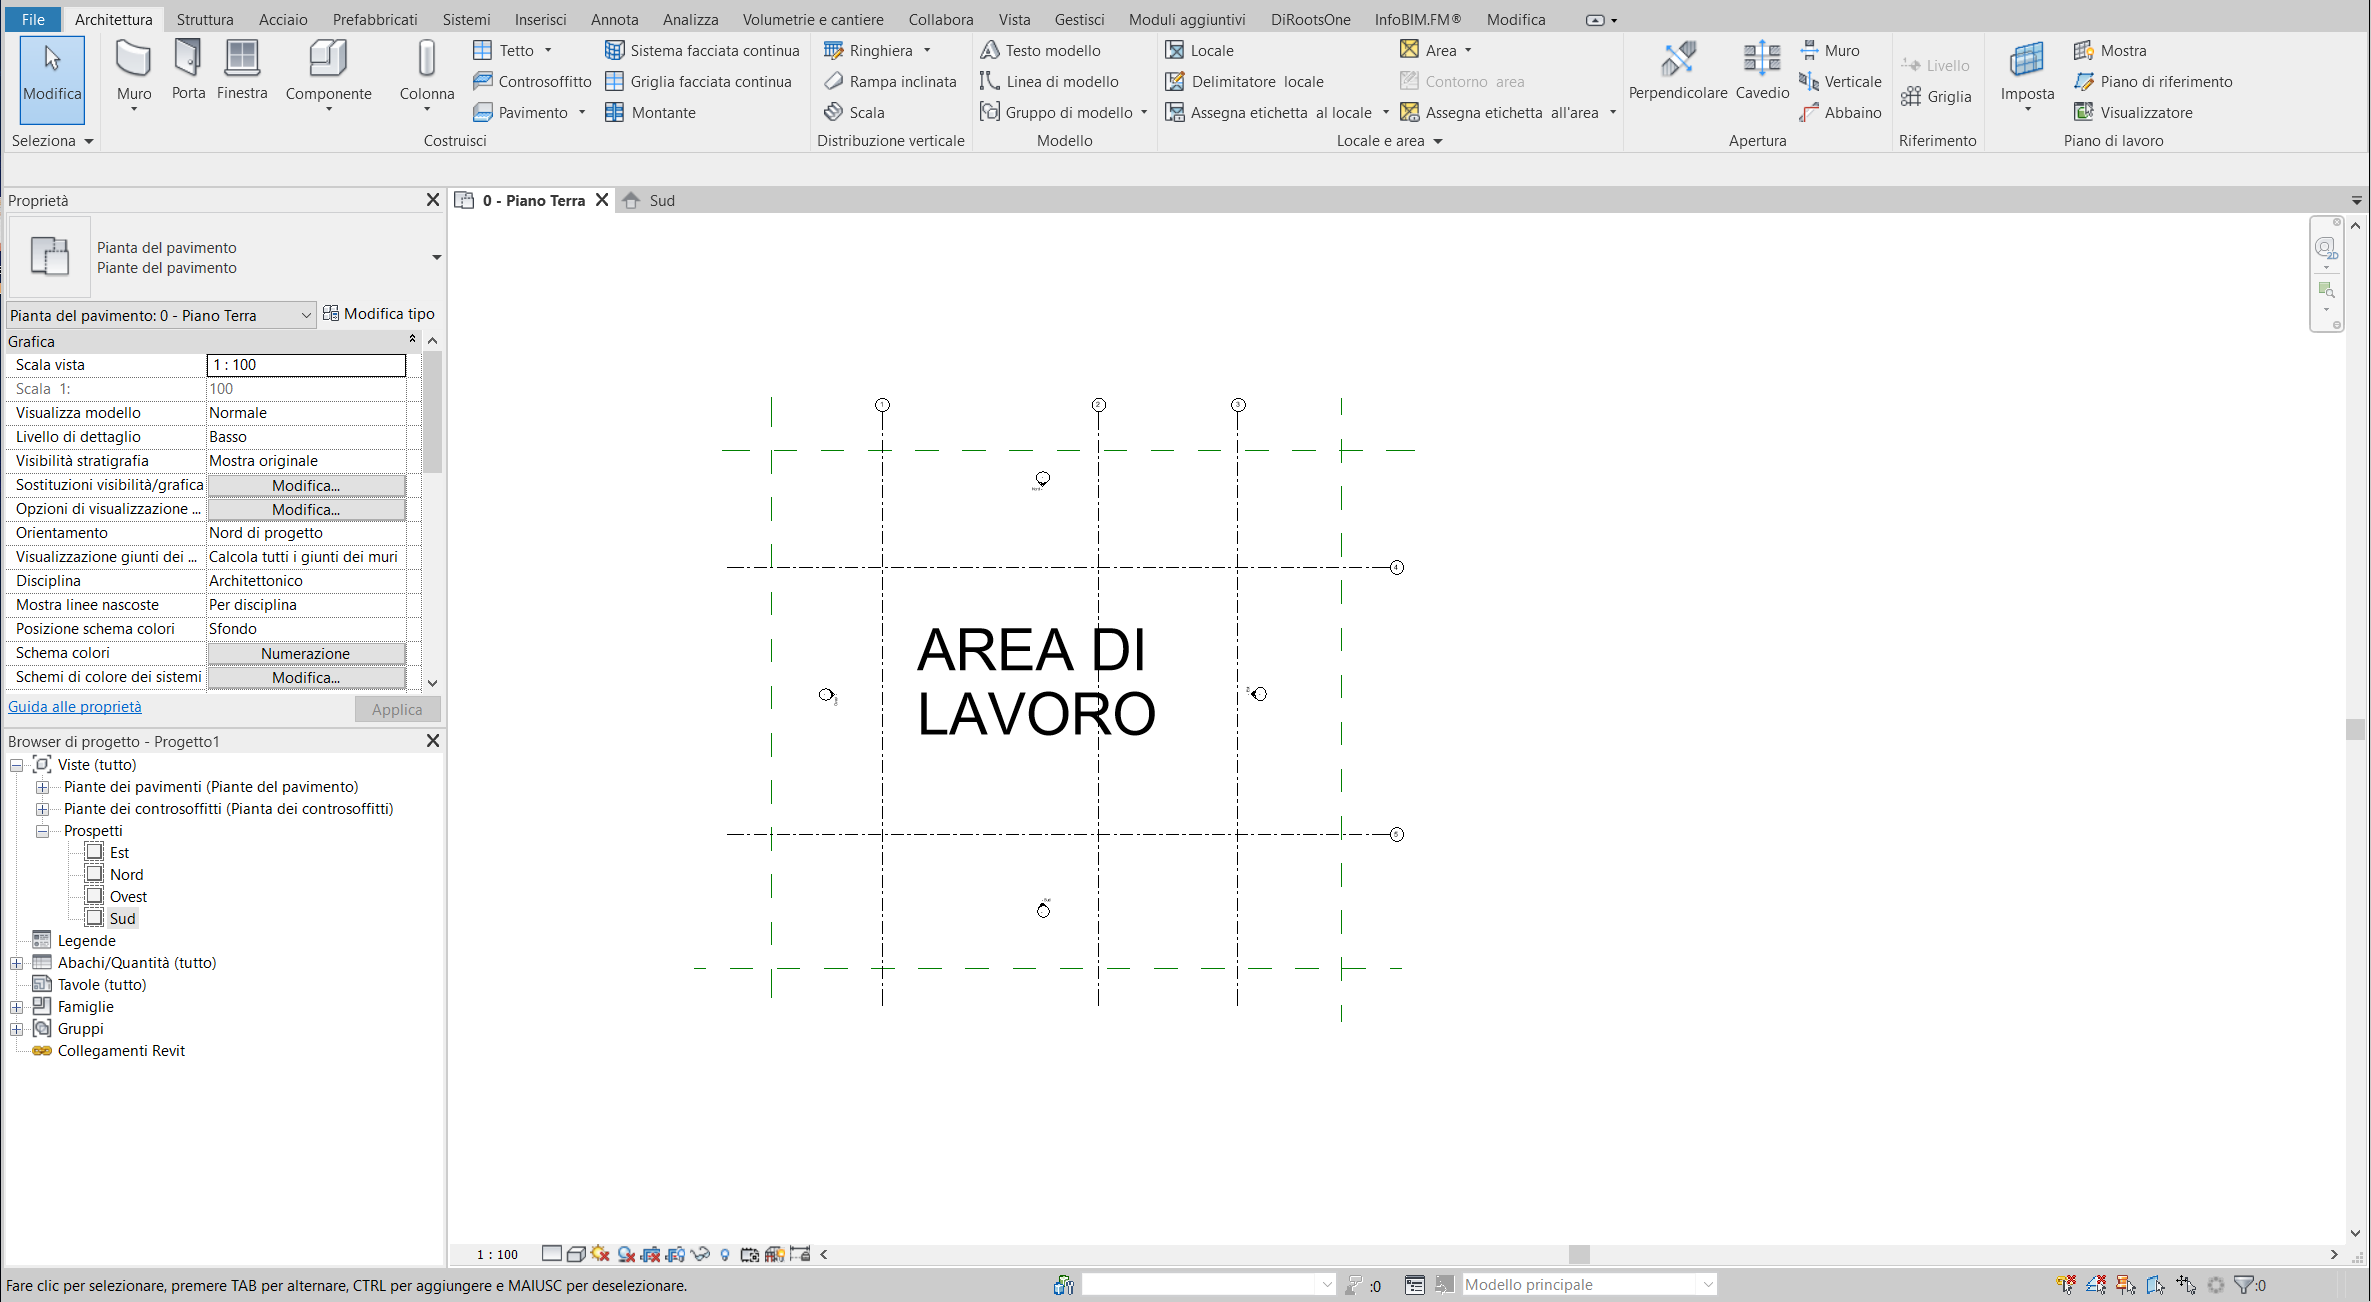 File Architettura Struttura Acciaio Prefabbricati Sistemi Inserisci Annota Analizza Volumetrie e cantiere Collabora Vista Gestisci Moduli aggiuntivi DiRootsOne InfoBIM.FM® Modifica
Modifica
Seleziona
Muro
Porta
Finestra
Componente
Colonna
Tetto
Controsoffitto
Pavimento
Sistema facciata continua
Griglia facciata continua
Montante
Costruisci
Ringhiera
Rampa inclinata
Scala
Distribuzione verticale
Testo modello
Linea di modello
Gruppo di modello
Modello
Locale
Delimitatore locale
Assegna etichetta al locale
Area
Contorno area
Assegna etichetta all'area
Locale e area
Perpendicolare
Cavedio
Muro
Verticale
Abbaino
Apertura
Livello
Griglia
Riferimento
Imposta
Mostra
Piano di riferimento
Visualizzatore
Piano di lavoro
Proprietà
Pianta del pavimento
Piante del pavimento
Pianta del pavimento: 0 - Piano Terra
Modifica tipo
Grafica
Scala vista 1 : 100
Scala 1: 100
Visualizza modello Normale
Livello di dettaglio Basso
Visibilità stratigrafia Mostra originale
Sostituzioni visibilità/grafica Modifica...
Opzioni di visualizzazione ... Modifica...
Orientamento Nord di progetto
Visualizzazione giunti dei ... Calcola tutti i giunti dei muri
Disciplina Architettonico
Mostra linee nascoste Per disciplina
Posizione schema colori Sfondo
Schema colori Numerazione
Schemi di colore dei sistemi Modifica...
Guida alle proprietà Applica
Browser di progetto - Progetto1
Viste (tutto)
Piante dei pavimenti (Piante del pavimento)
Piante dei controsoffitti (Pianta dei controsoffitti)
Prospetti
Est
Nord
Ovest
Sud
Legende
Abachi/Quantità (tutto)
Tavole (tutto)
Famiglie
Gruppi
Collegamenti Revit
0 - Piano Terra
Sud
2D
1 2 3
4
AREA DI
LAVORO
5
1 : 100
Fare clic per selezionare, premere TAB per alternare, CTRL per aggiungere e MAIUSC per deselezionare.
:0
Modello principale
:0